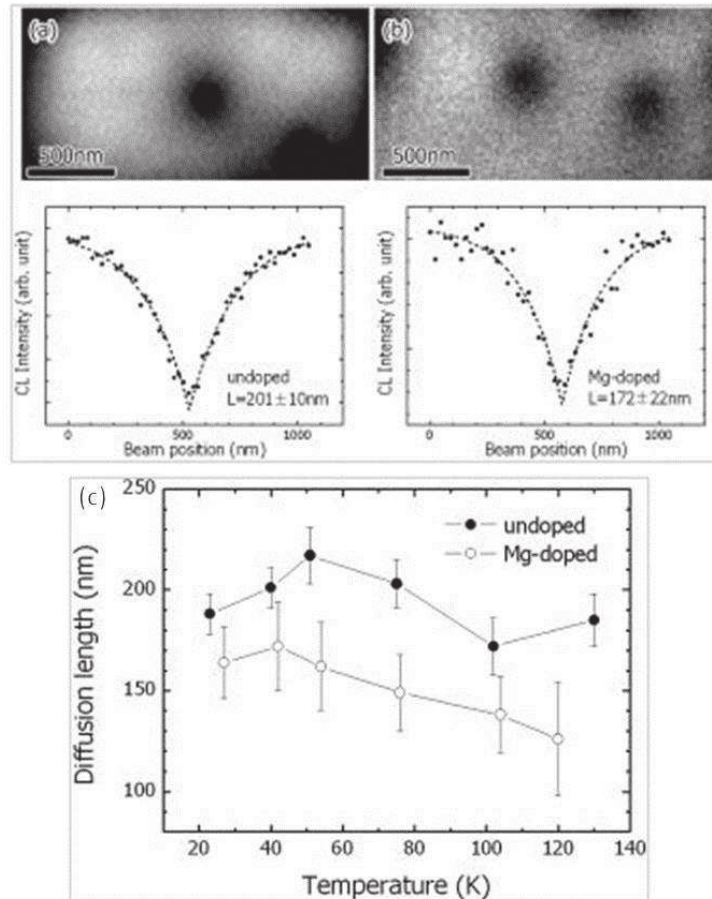 (a)
500nm
(b)
500nm
CL Intensity (arb. unit)
undoped
L=201±10nm
0 500 1000
Beam position (nm)
CL Intensity (arb. unit)
Mg-doped
L=172±22nm
0 500 1000
Beam position (nm)
(c)
Diffusion length (nm)
250
200
150
100
undoped
Mg-doped
20 40 60 80 100 120 140
Temperature (K)